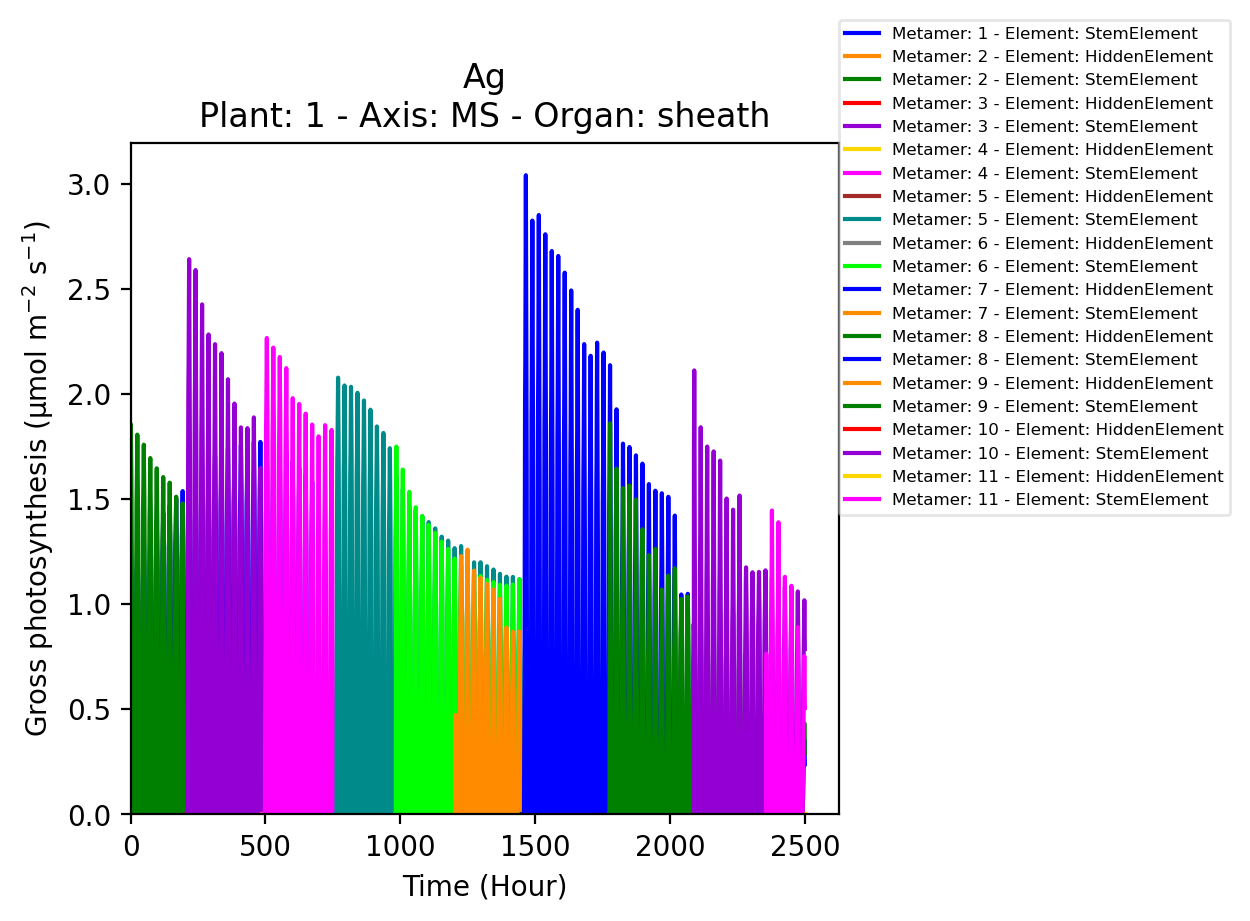 Ag
Plant: 1 - Axis: MS - Organ: sheath
Gross photosynthesis (µmol m⁻² s⁻¹)
3.0
2.5
2.0
1.5
1.0
0.5
0.0
0 500 1000 1500 2000 2500
Time (Hour)
Metamer: 1 - Element: StemElement
Metamer: 2 - Element: HiddenElement
Metamer: 2 - Element: StemElement
Metamer: 3 - Element: HiddenElement
Metamer: 3 - Element: StemElement
Metamer: 4 - Element: HiddenElement
Metamer: 4 - Element: StemElement
Metamer: 5 - Element: HiddenElement
Metamer: 5 - Element: StemElement
Metamer: 6 - Element: HiddenElement
Metamer: 6 - Element: StemElement
Metamer: 7 - Element: HiddenElement
Metamer: 7 - Element: StemElement
Metamer: 8 - Element: HiddenElement
Metamer: 8 - Element: StemElement
Metamer: 9 - Element: HiddenElement
Metamer: 9 - Element: StemElement
Metamer: 10 - Element: HiddenElement
Metamer: 10 - Element: StemElement
Metamer: 11 - Element: HiddenElement
Metamer: 11 - Element: StemElement